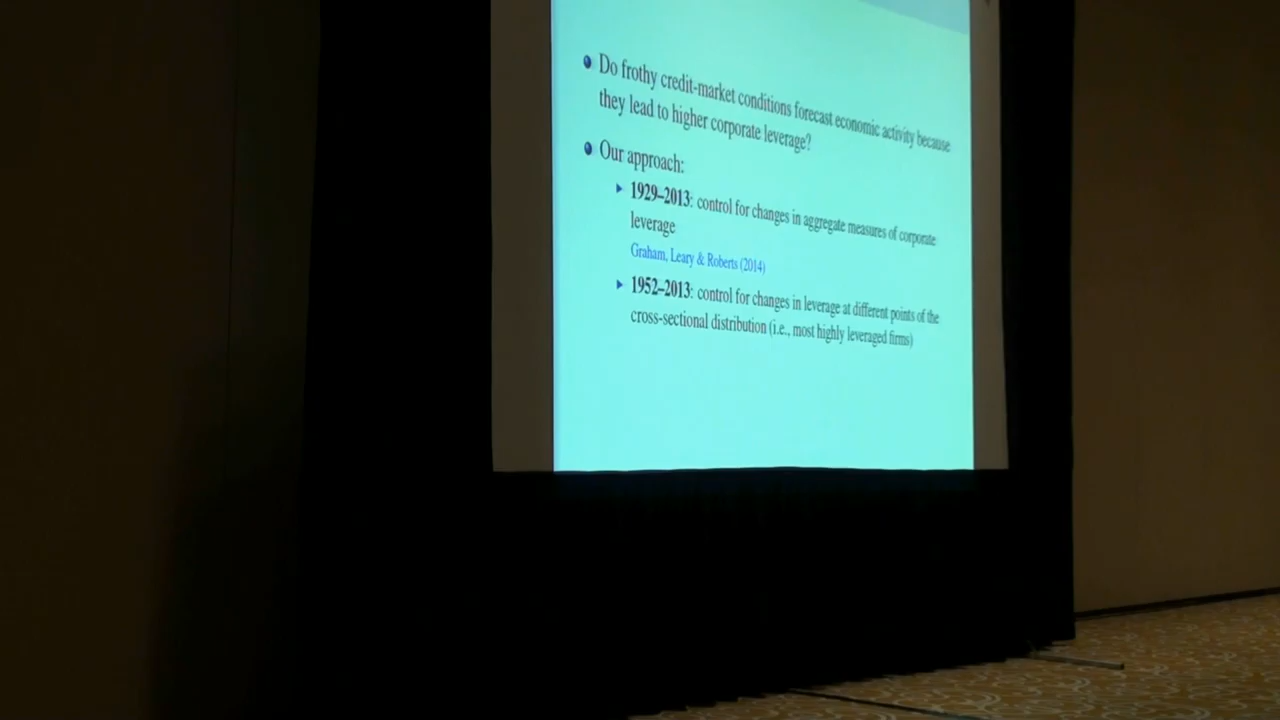 Do frothy credit-market conditions forecast economic activity because
they lead to higher corporate leverage?
Our approach:
1929–2013: control for changes in aggregate measures of corporate
leverage
Graham, Leary & Roberts (2014)
1952–2013: control for changes in leverage at different points of the
cross-sectional distribution (i.e., most highly leveraged firms)